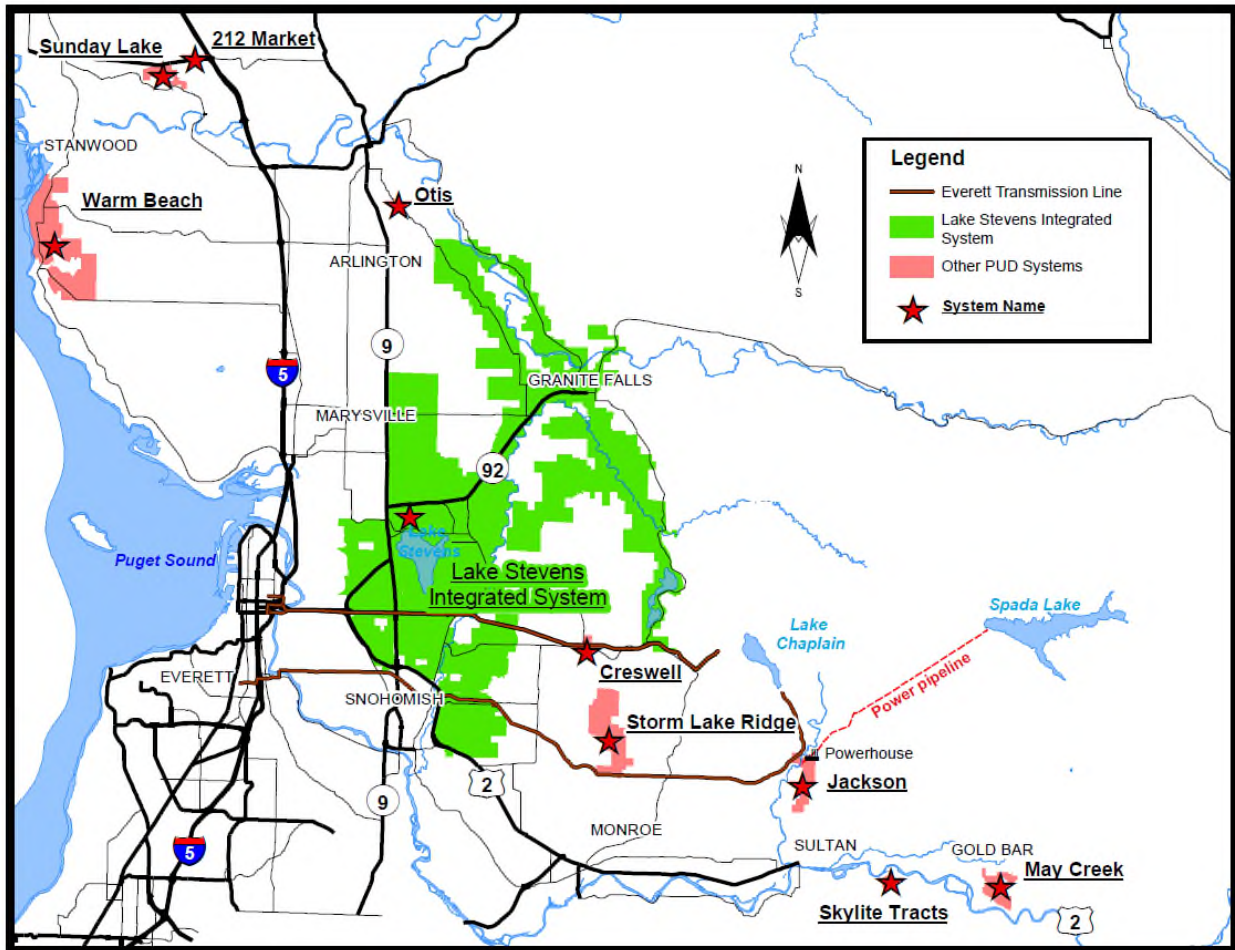 Sunday Lake
212 Market
STANWOOD
Warm Beach
Otis
ARLINGTON
N
S
Legend
Everett Transmission Line
Lake Stevens Integrated
System
Other PUD Systems
System Name
9
5
GRANITE FALLS
MARYSVILLE
92
Lake
Stevens
Puget Sound
Lake Stevens
Integrated System
Lake
Chaplain
Spada Lake
Power pipeline
Creswell
EVERETT
SNOHOMISH
Storm Lake Ridge
Powerhouse
Jackson
2
9
MONROE
SULTAN
GOLD BAR
5
May Creek
Skylite Tracts
2